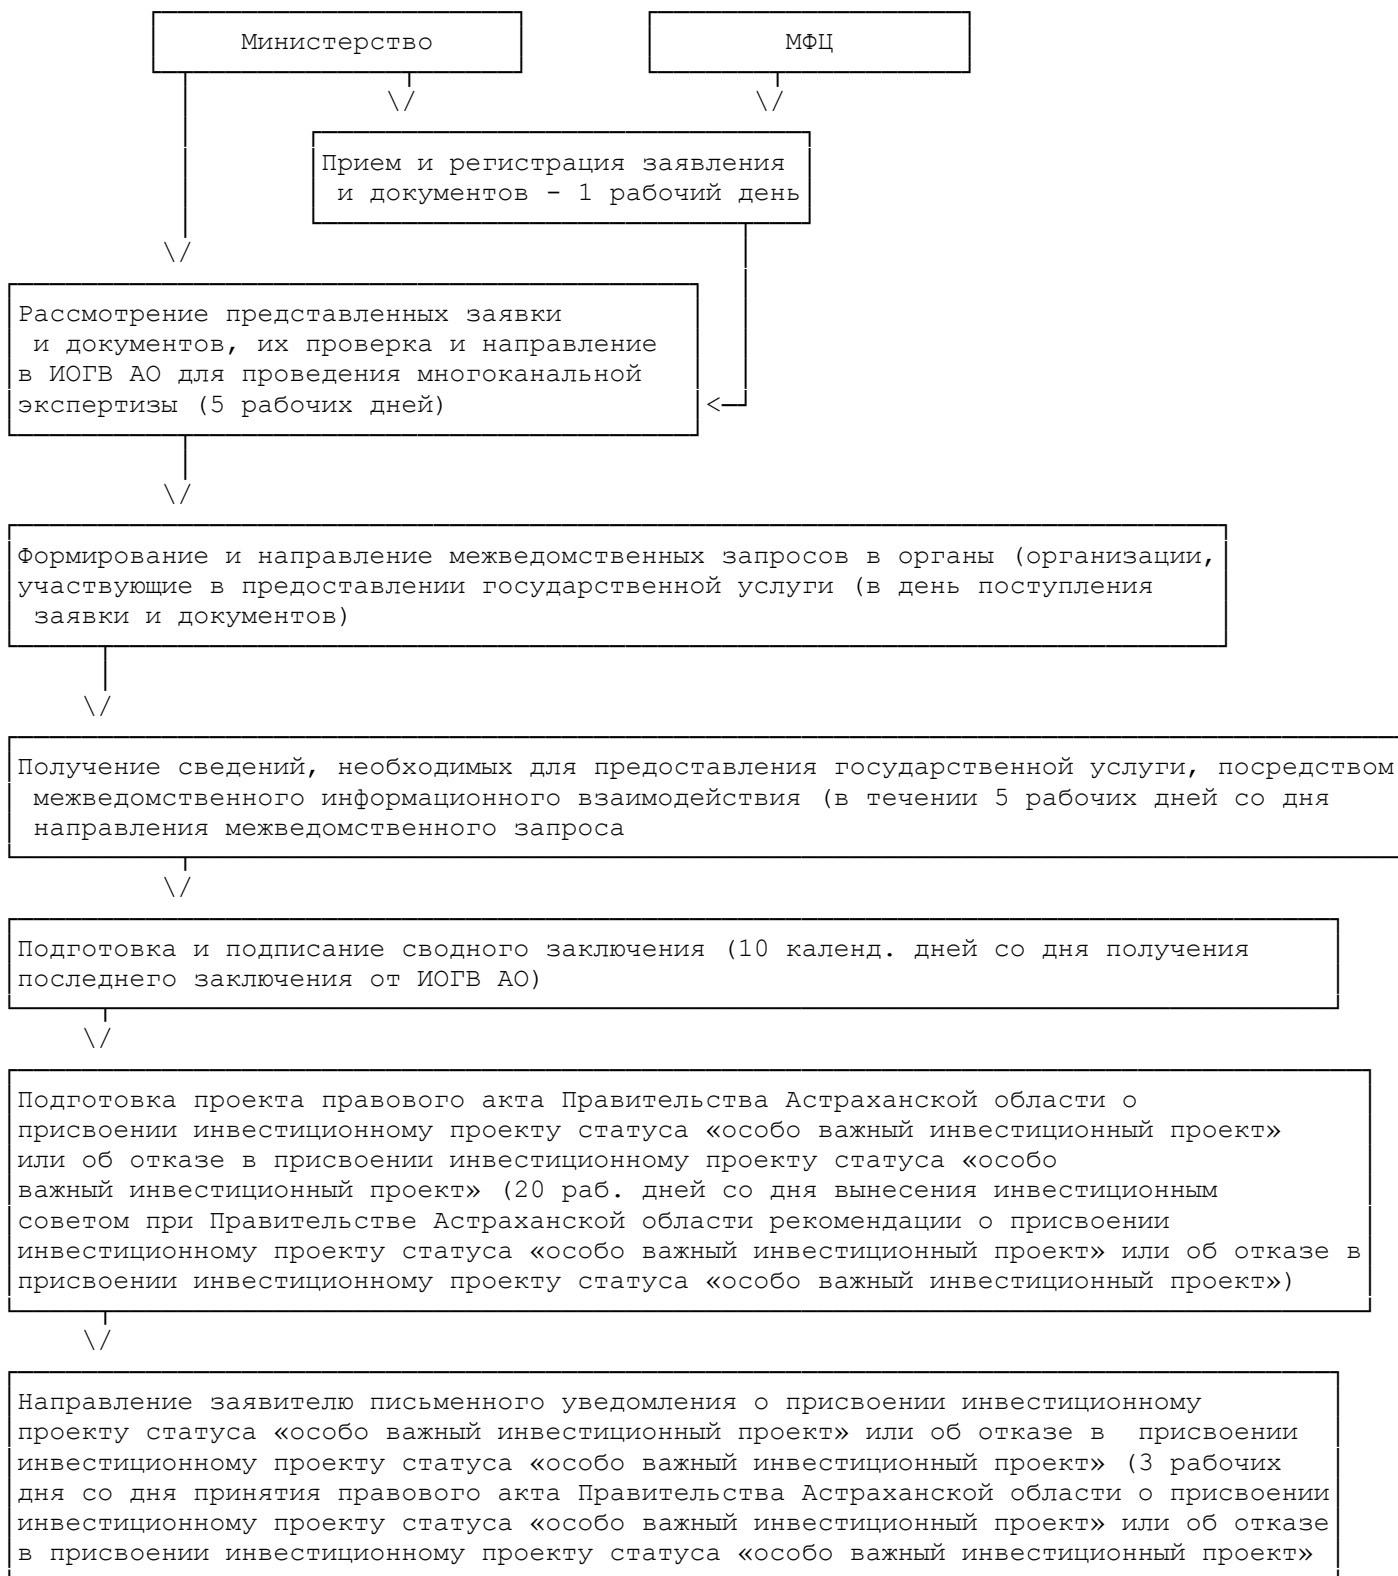 Министерство
МФЦ
Прием и регистрация заявления
и документов - 1 рабочий день
Рассмотрение представленных заявки
и документов, их проверка и направление
в ИОГВ АО для проведения многоканальной
экспертизы (5 рабочих дней)
Формирование и направление межведомственных запросов в органы (организации,
участвующие в предоставлении государственной услуги (в день поступления
заявки и документов)
Получение сведений, необходимых для предоставления государственной услуги, посредством
межведомственного информационного взаимодействия (в течении 5 рабочих дней со дня
направления межведомственного запроса
Подготовка и подписание сводного заключения (10 календ. дней со дня получения
последнего заключения от ИОГВ АО)
Подготовка проекта правового акта Правительства Астраханской области о
присвоении инвестиционному проекту статуса «особо важный инвестиционный проект»
или об отказе в присвоении инвестиционному проекту статуса «особо
важный инвестиционный проект» (20 раб. дней со дня вынесения инвестиционным
советом при Правительстве Астраханской области рекомендации о присвоении
инвестиционному проекту статуса «особо важный инвестиционный проект» или об отказе в
присвоении инвестиционному проекту статуса «особо важный инвестиционный проект»)
Направление заявителю письменного уведомления о присвоении инвестиционному
проекту статуса «особо важный инвестиционный проект» или об отказе в  присвоении
инвестиционному проекту статуса «особо важный инвестиционный проект» (3 рабочих
дня со дня принятия правового акта Правительства Астраханской области о присвоении
инвестиционному проекту статуса «особо важный инвестиционный проект» или об отказе
в присвоении инвестиционному проекту статуса «особо важный инвестиционный проект»